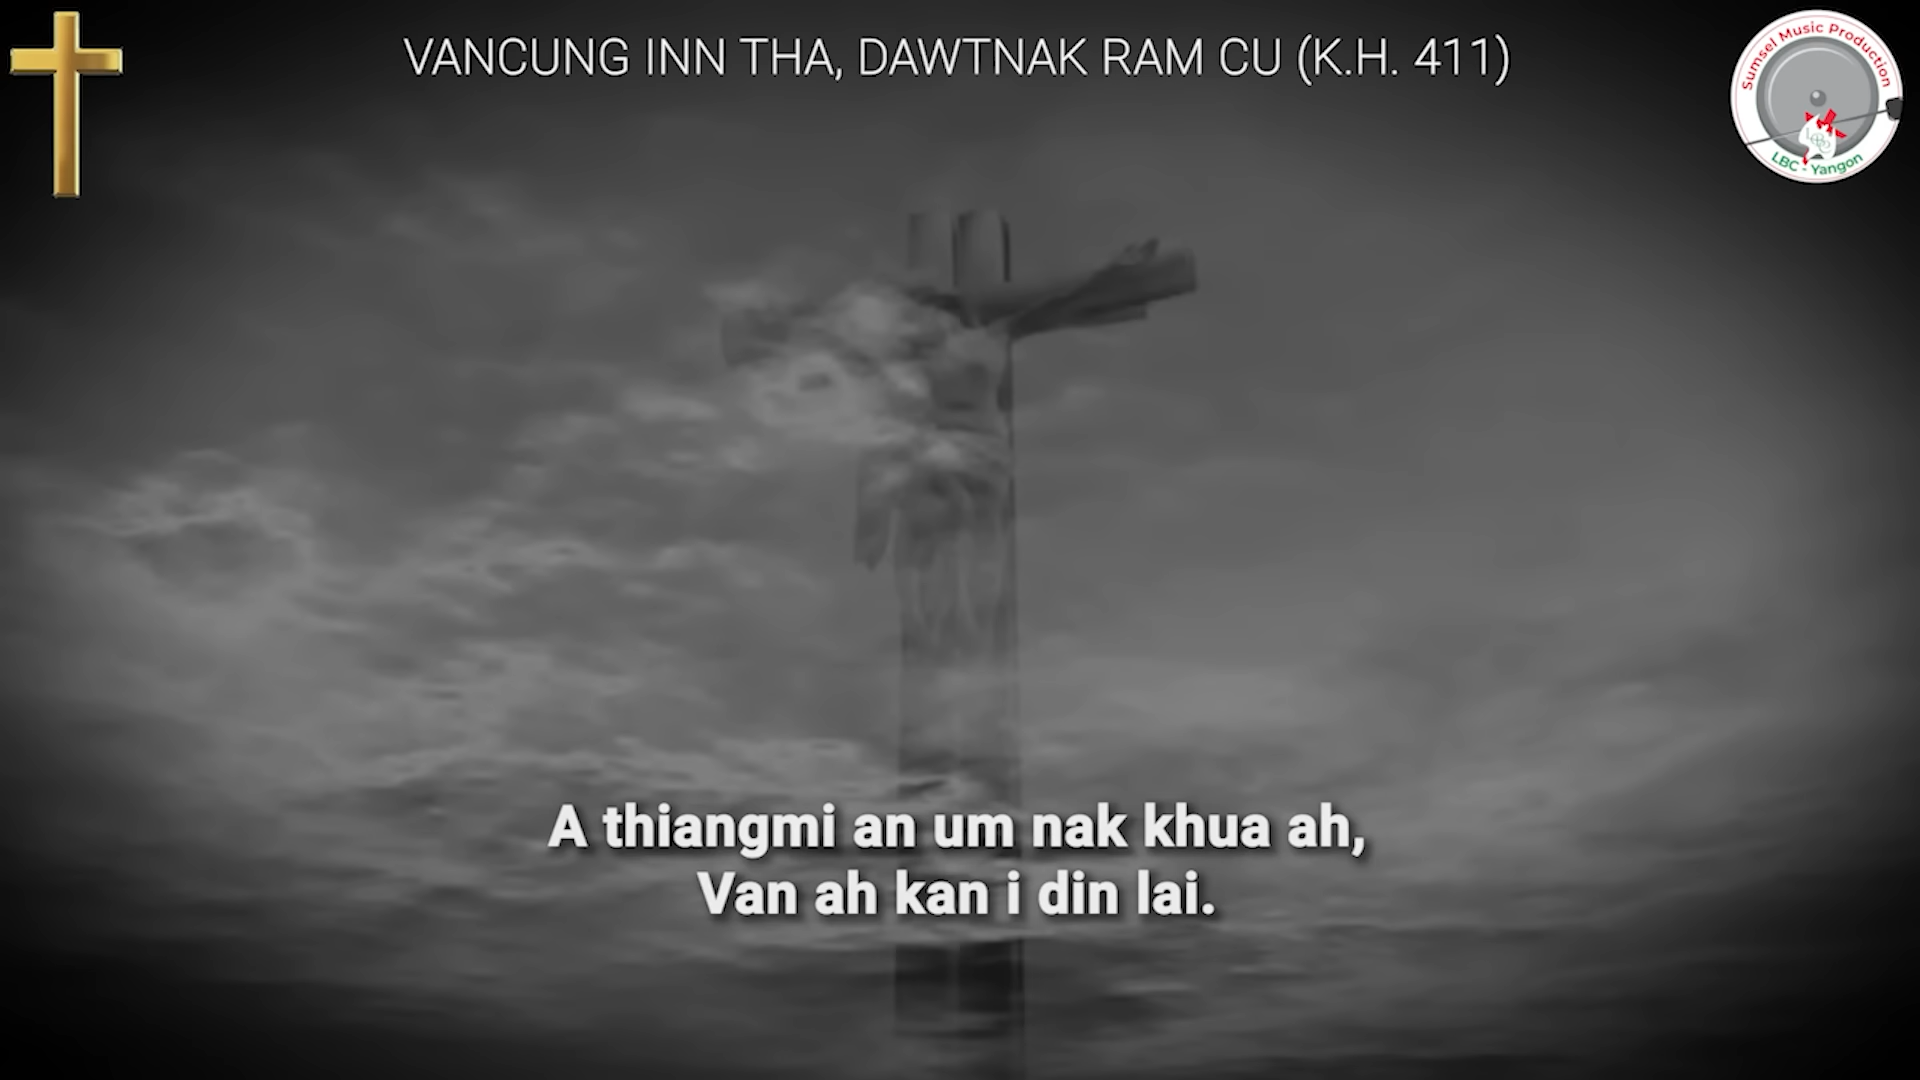 VANCUNG INN THA, DAWTNAK RAM CU (K.H. 411)
Sumsel Music Production
LBC - Yangon
A thiangmi an um nak khua ah,
Van ah kan i din lai.